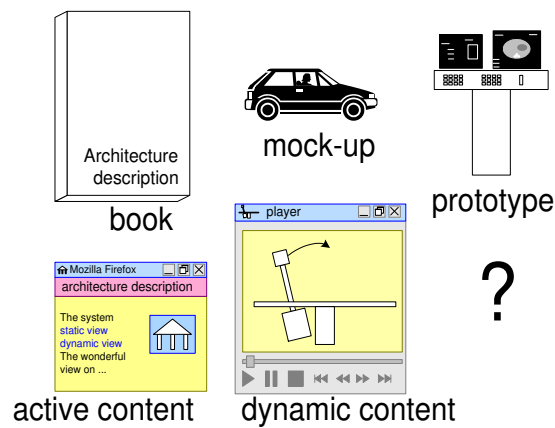 Architecture
description
book
mock-up
prototype
Mozilla Firefox
architecture description
The system
static view
dynamic view
The wonderful
view on ...
active content
player
dynamic content
?